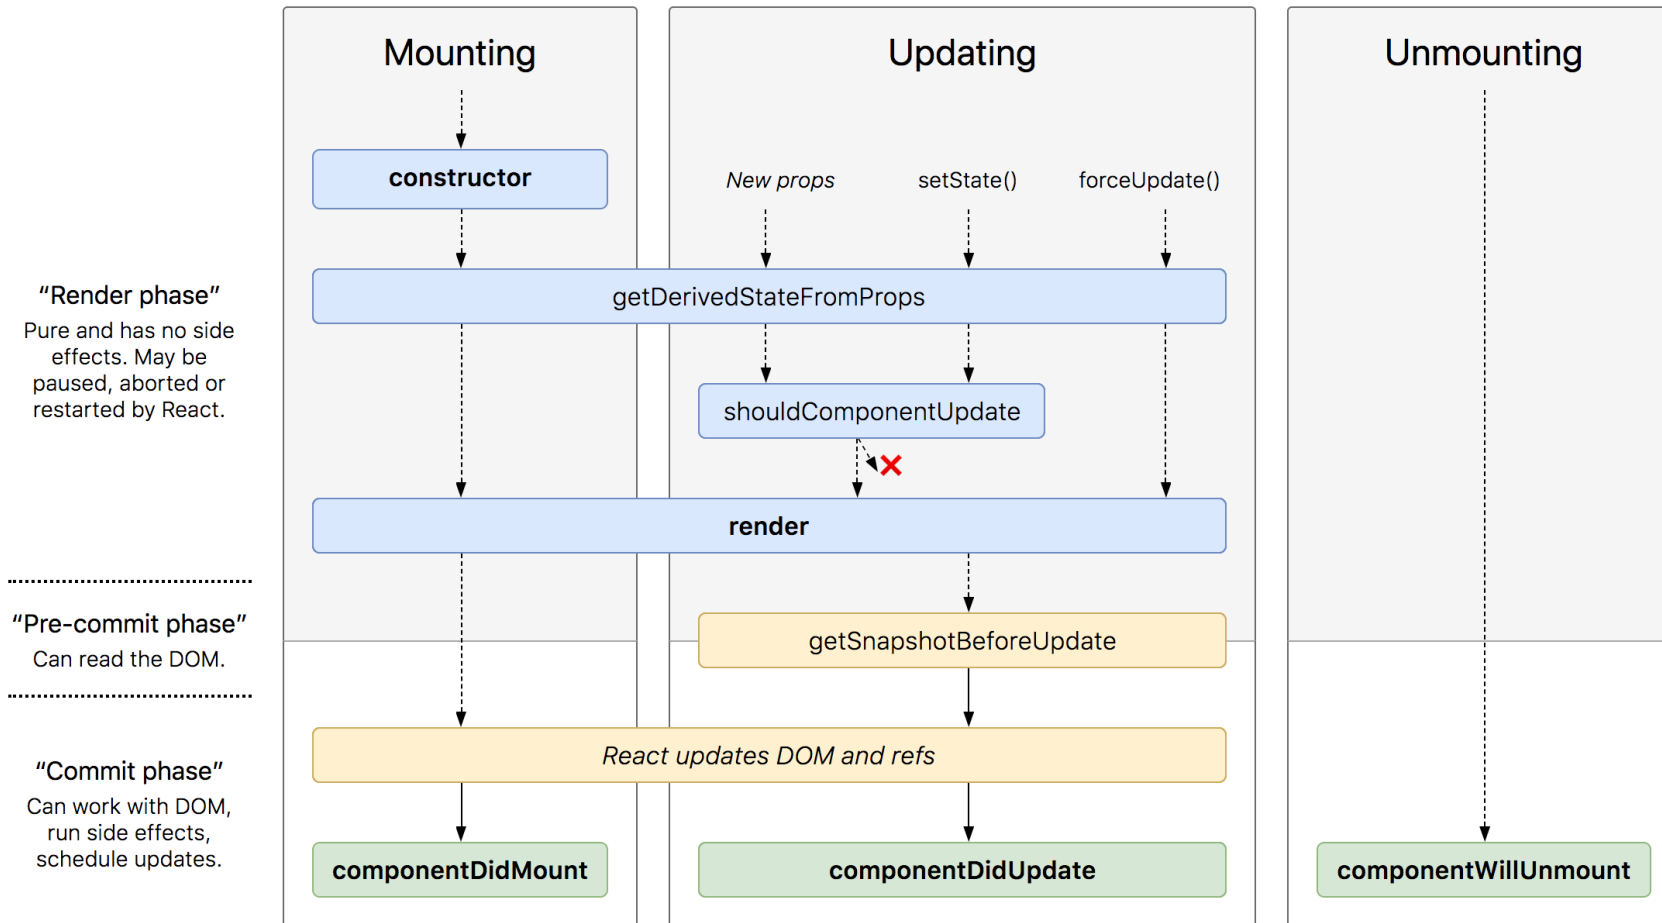 Mounting
Updating
Unmounting
constructor
New props
setState()
forceUpdate()
“Render phase”
Pure and has no side
effects. May be
paused, aborted or
restarted by React.
getDerivedStateFromProps
shouldComponentUpdate
render
“Pre-commit phase”
Can read the DOM.
getSnapshotBeforeUpdate
React updates DOM and refs
“Commit phase”
Can work with DOM,
run side effects,
schedule updates.
componentDidMount
componentDidUpdate
componentWillUnmount